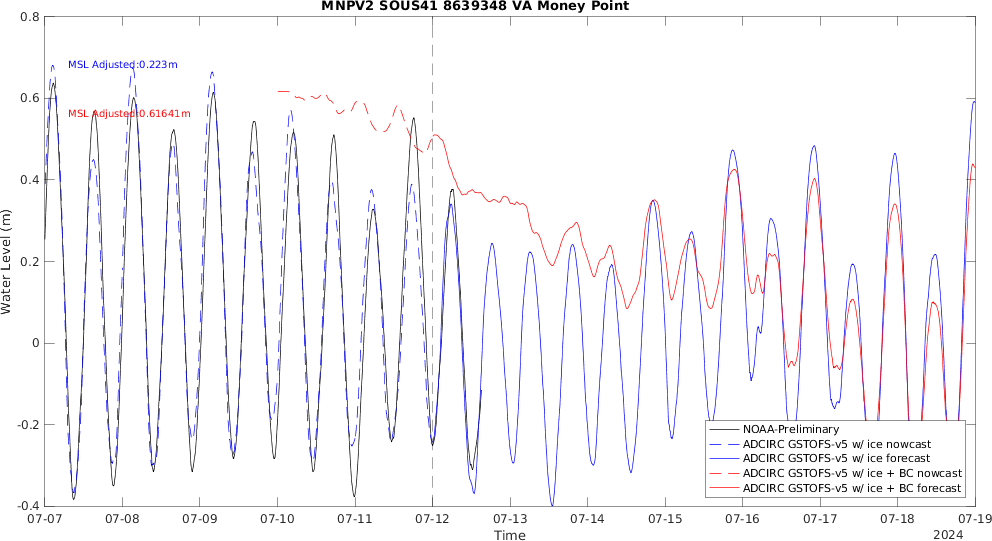 MNPV2 SOUS41 8639348 VA Money Point
0.8
0.6
0.4
0.2
0
-0.2
-0.4
Water Level (m)
MSL Adjusted:0.223m
MSL Adjusted:0.61641m
NOAA-Preliminary
ADCIRC GSTOFS-v5 w/ ice nowcast
ADCIRC GSTOFS-v5 w/ ice forecast
ADCIRC GSTOFS-v5 w/ ice + BC nowcast
ADCIRC GSTOFS-v5 w/ ice + BC forecast
07-07 07-08 07-09 07-10 07-11 07-12 07-13 07-14 07-15 07-16 07-17 07-18 07-19
Time
2024